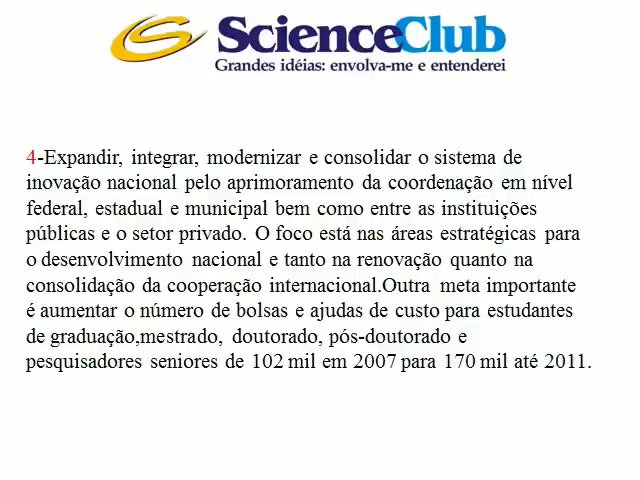 ScienceClub
Grandes idéias: envolva-me e entenderei
4-Expandir, integrar, modernizar e consolidar o sistema de
inovação nacional pelo aprimoramento da coordenação em nível
federal, estadual e municipal bem como entre as instituições
públicas e o setor privado. O foco está nas áreas estratégicas para
o desenvolvimento nacional e tanto na renovação quanto na
consolidação da cooperação internacional.Outra meta importante
é aumentar o número de bolsas e ajudas de custo para estudantes
de graduação,mestrado, doutorado, pós-doutorado e
pesquisadores seniores de 102 mil em 2007 para 170 mil até 2011.